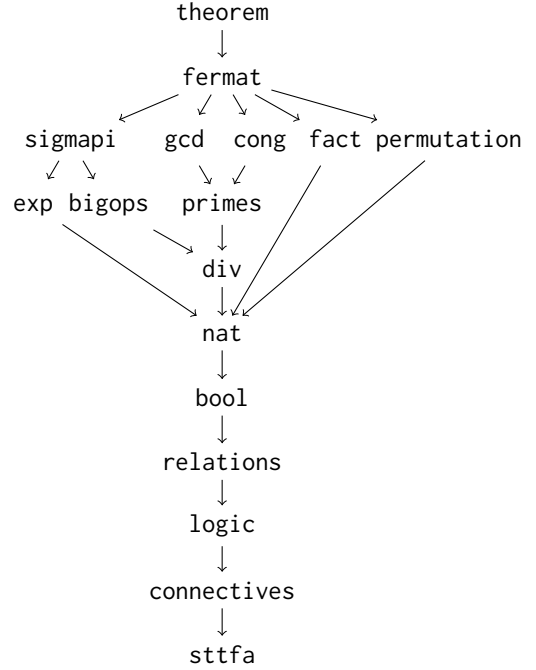 theorem
fermat
sigmapi gcd cong fact permutation
exp bigops primes
div
nat
bool
relations
logic
connectives
sttfa